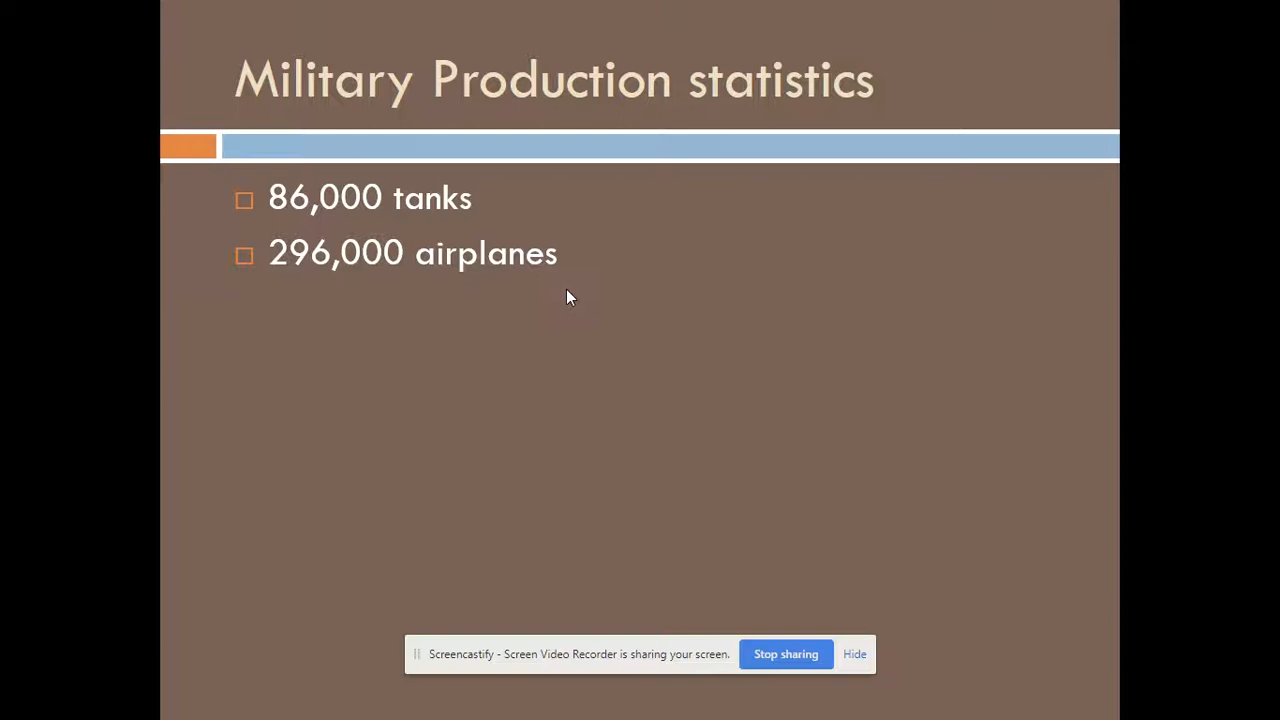 Military Production statistics
86,000 tanks
296,000 airplanes
Screencastify - Screen Video Recorder is sharing your screen. Stop sharing Hide